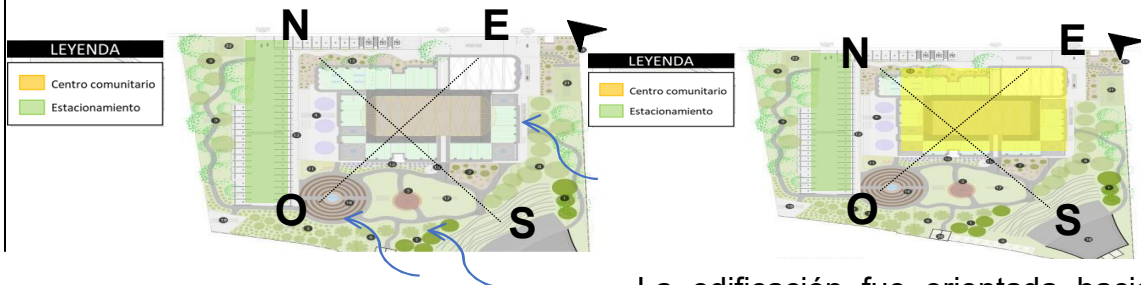 N E
LEYENDA
Centro comunitario
Estacionamiento
O S
N E
LEYENDA
Centro comunitario
Estacionamiento
O S
La edificación fue orientada hacia